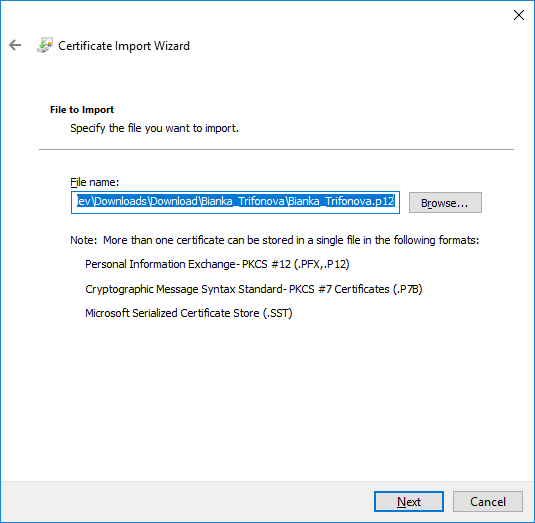 Certificate Import Wizard
File to Import
Specify the file you want to import.
File name:
ev\Downloads\Download\Bianka_Trifonova\Bianka_Trifonova.p12
Browse...
Note: More than one certificate can be stored in a single file in the following formats:
Personal Information Exchange- PKCS #12 (.PFX,.P12)
Cryptographic Message Syntax Standard- PKCS #7 Certificates (.P7B)
Microsoft Serialized Certificate Store (.SST)
Next
Cancel